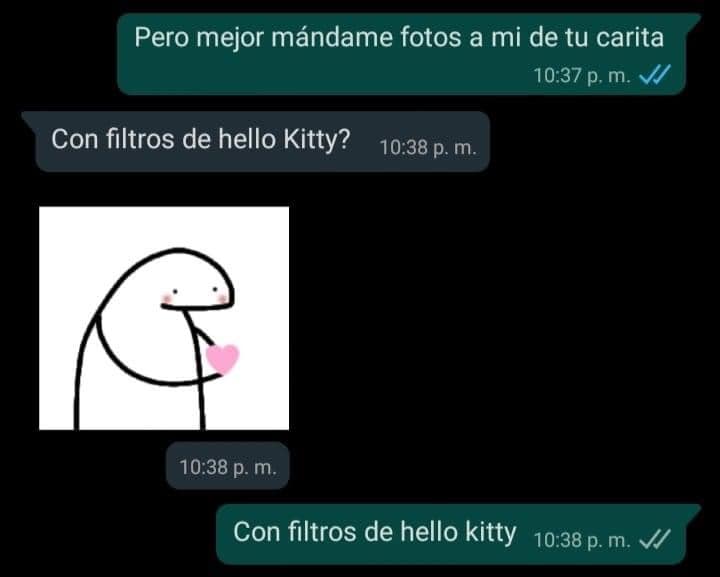 Pero mejor mándame fotos a mi de tu carita
10:37 p. m.
Con filtros de hello Kitty?
10:38 p. m.
10:38 p. m.
Con filtros de hello kitty
10:38 p. m.